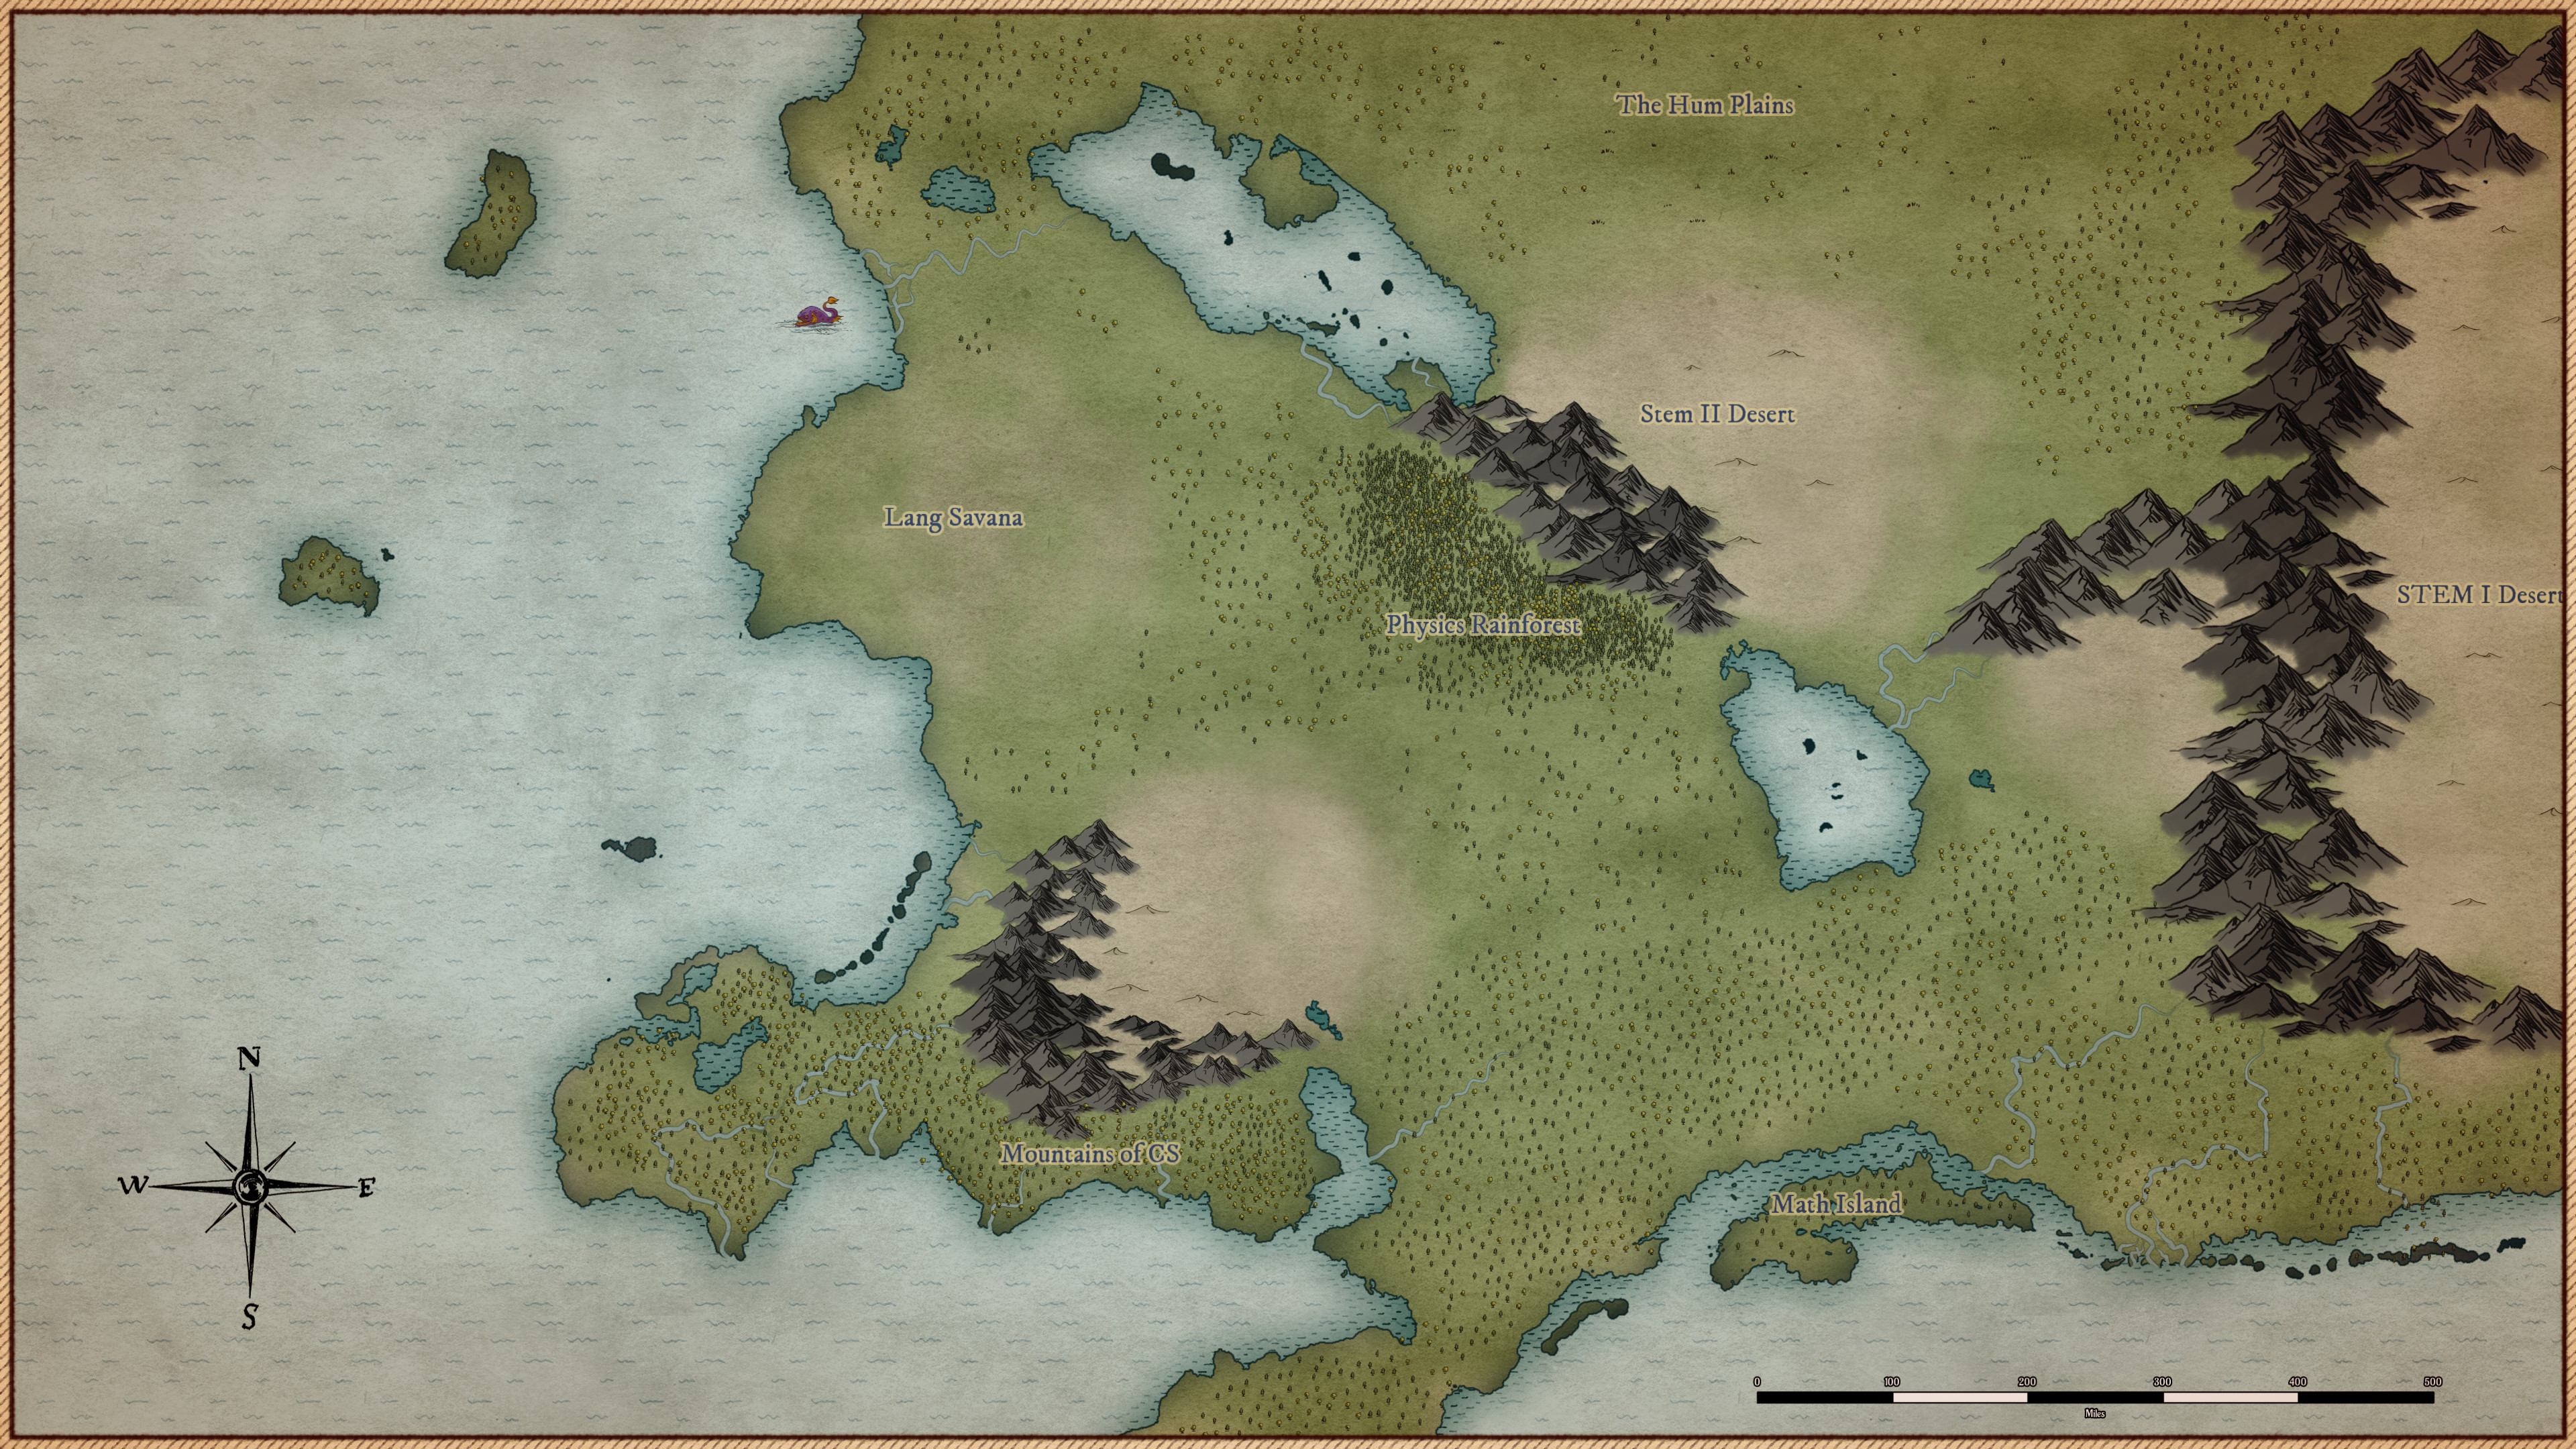 The Hum Plains
Stem II Desert
Lang Savana
STEM I Desert
Physics Rainforest
N
W E
S
Mountains of CS
Math Island
0 100 200 300 400 500
Miles